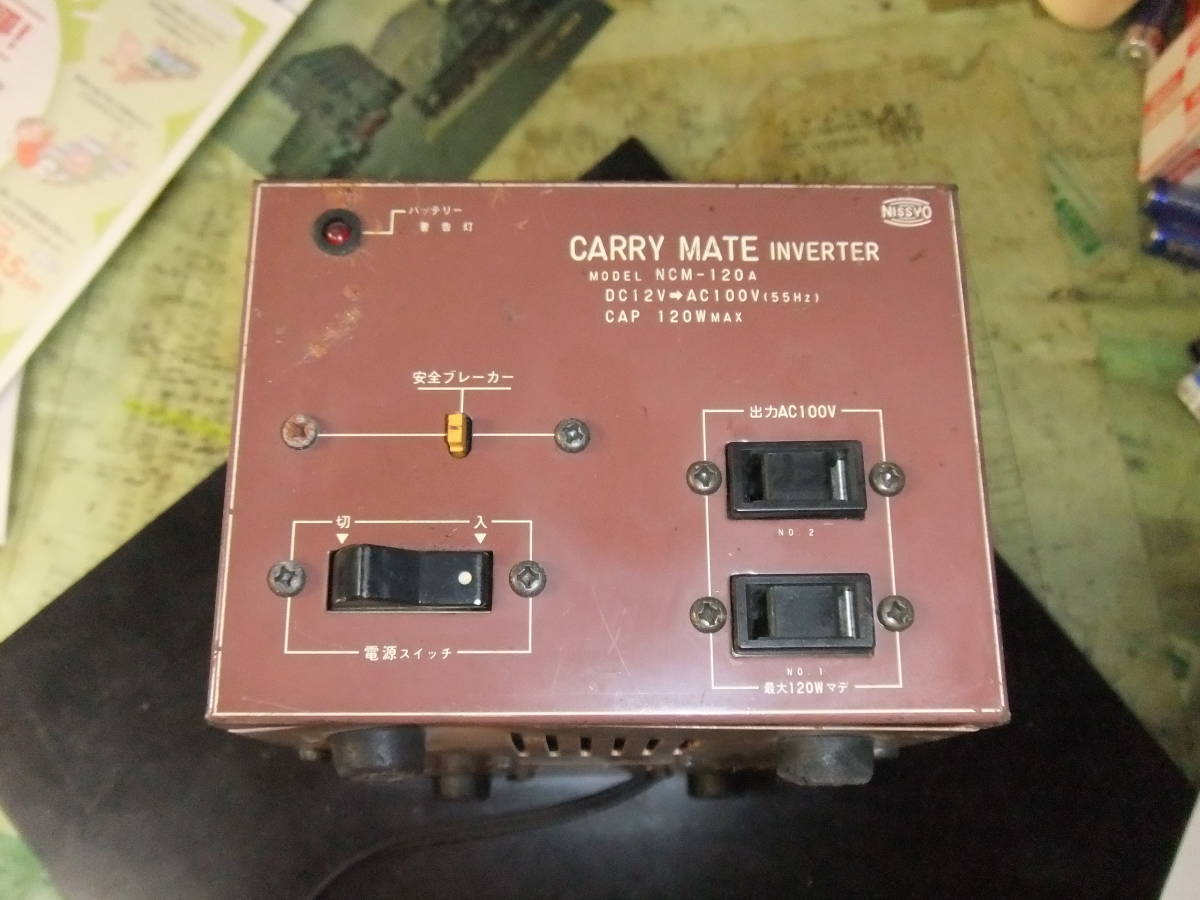 バッテリー
警告灯
NISSYO
CARRY MATE INVERTER
MODEL NCM-120A
DC12V➡AC100V(55Hz)
CAP 120WMAX
安全ブレーカー
出力AC100V
NO.2
切 入
電源スイッチ
NO.1
最大120Wマデ